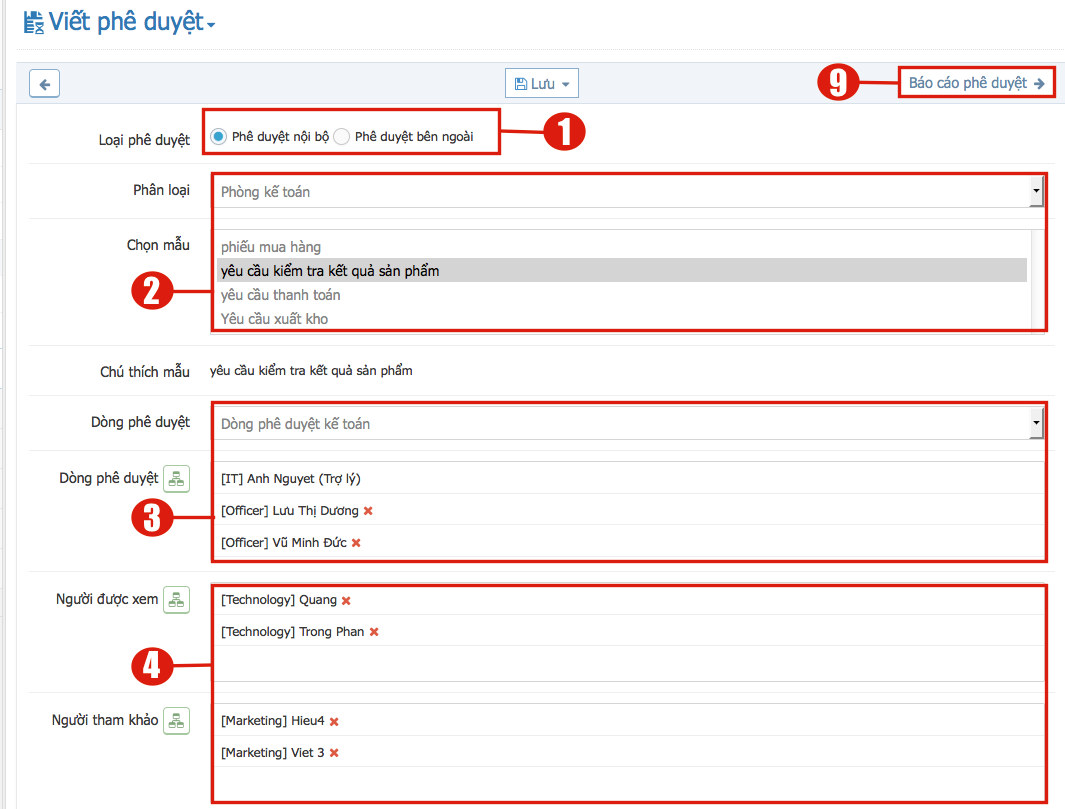 Viết phê duyệt
Lưu
9
Báo cáo phê duyệt
Loại phê duyệt
Phê duyệt nội bộ
Phê duyệt bên ngoài
1
Phân loại
Phòng kế toán
Chọn mẫu
phiếu mua hàng
yêu cầu kiểm tra kết quả sản phẩm
2
yêu cầu thanh toán
Yêu cầu xuất kho
Chú thích mẫu
yêu cầu kiểm tra kết quả sản phẩm
Dòng phê duyệt
Dòng phê duyệt kế toán
Dòng phê duyệt
[IT] Anh Nguyet (Trợ lý)
3
[Officer] Lưu Thị Dương
[Officer] Vũ Minh Đức
Người được xem
[Technology] Quang
[Technology] Trong Phan
4
Người tham khảo
[Marketing] Hieu4
[Marketing] Viet 3